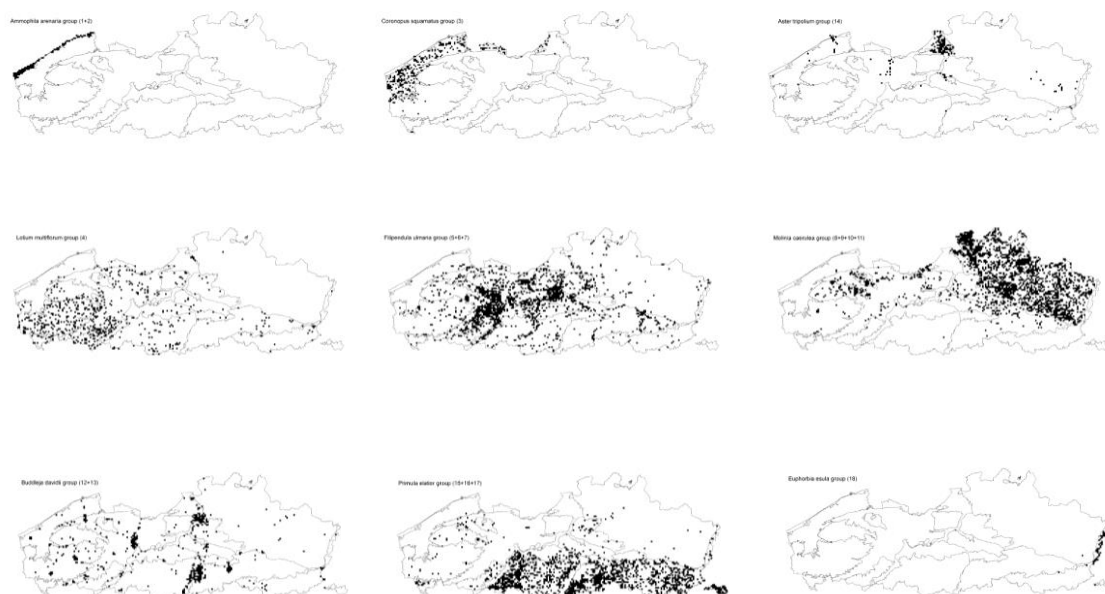 Ammophila arenaria group (1+2)
Coronopus squamatus group (3)
Aster tripolium group (14)
Lolium multiflorum group (4)
Filipendula ulmaria group (5+6+7)
Molinia caerulea group (8+9+10+11)
Buddleja davidii group (12+13)
Primula elatior group (15+16+17)
Euphorbia esula group (18)